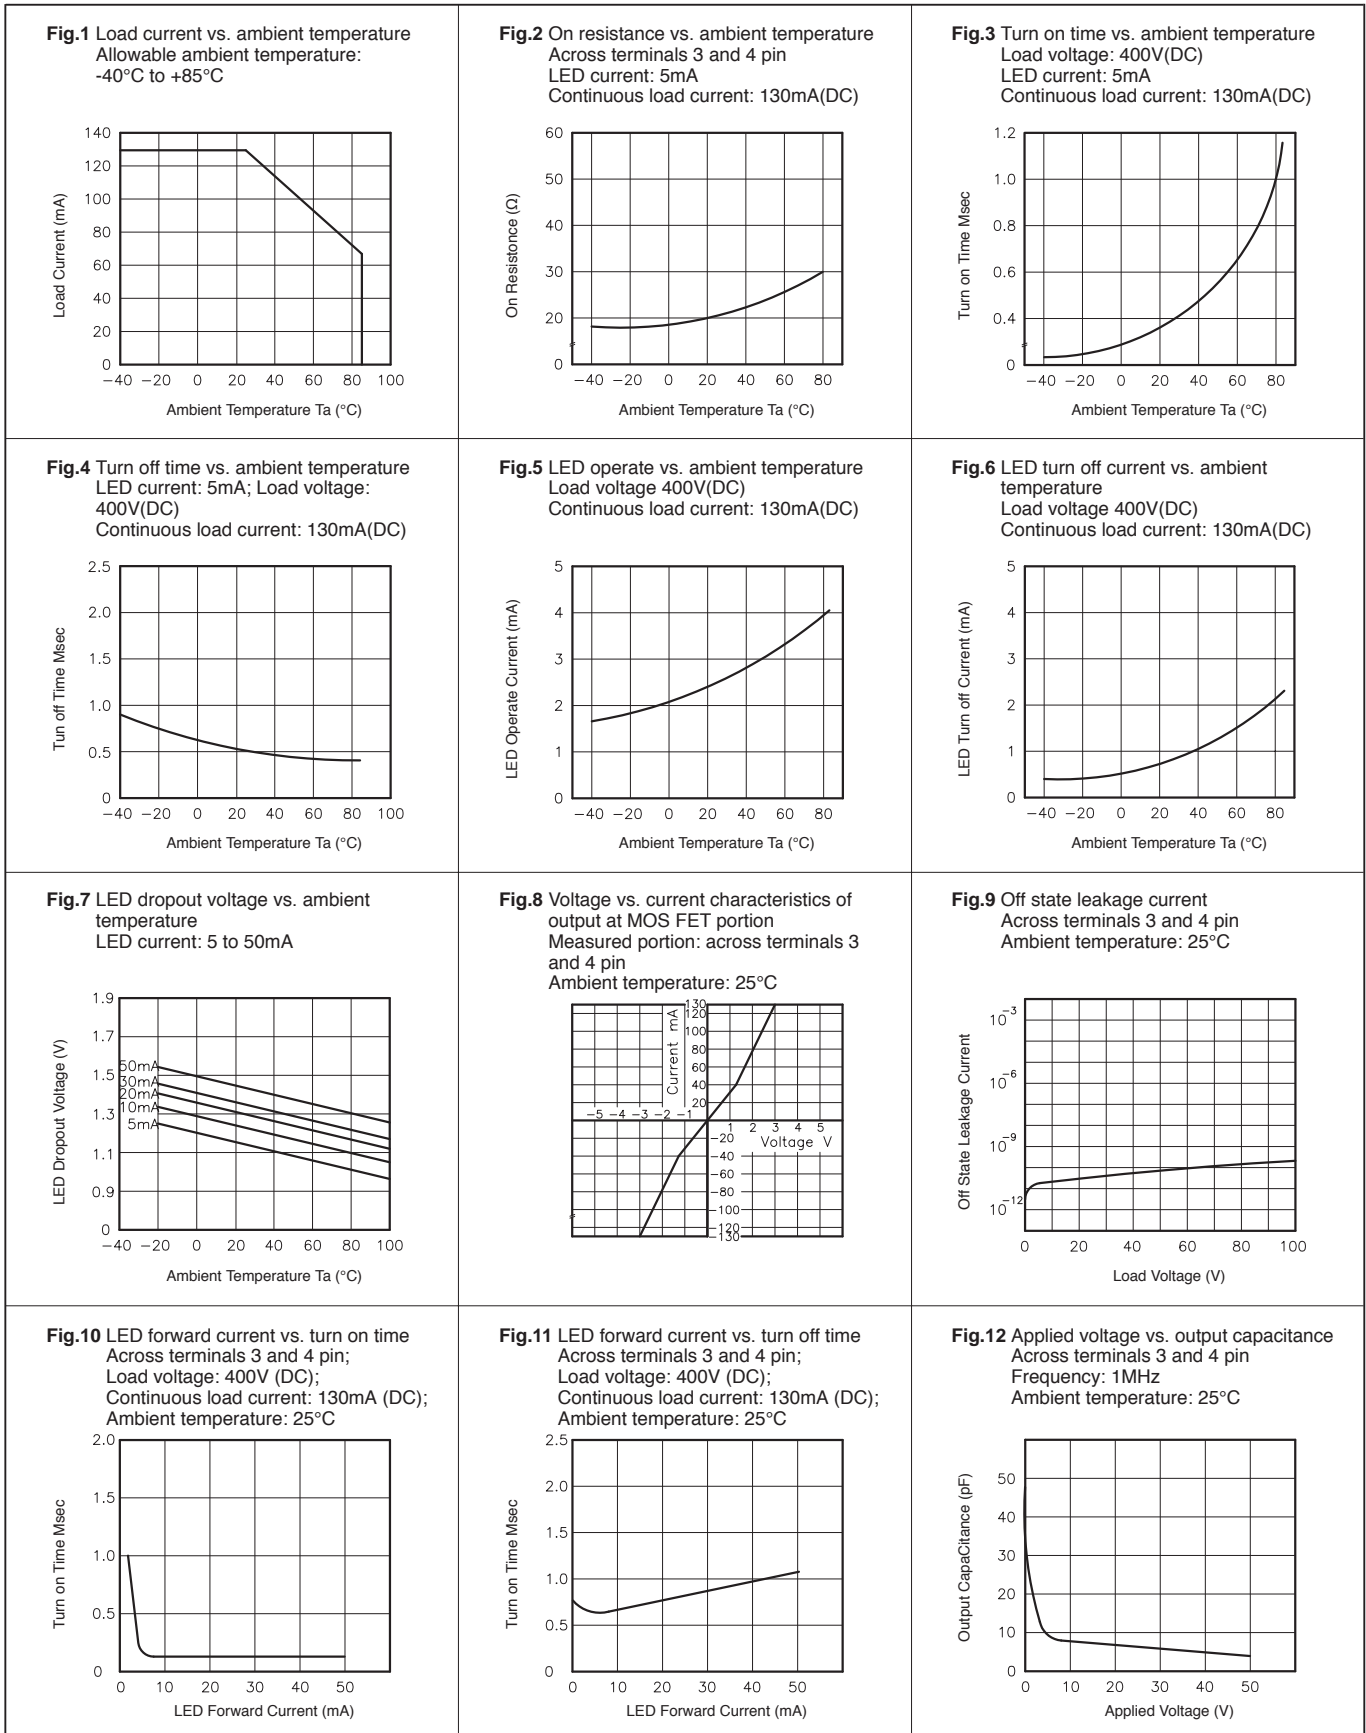 Fig.1 Load current vs. ambient temperature
Allowable ambient temperature:
-40°C to +85°C
140
120
100
80
60
40
20
0
Load Current (mA)
−40 −20 0 20 40 60 80 100
Ambient Temperature Ta (°C)
Fig.2 On resistance vs. ambient temperature
Across terminals 3 and 4 pin
LED current: 5mA
Continuous load current: 130mA(DC)
60
50
40
30
20
0
On Resistonce (Ω)
−40 −20 0 20 40 60 80
Ambient Temperature Ta (°C)
Fig.3 Turn on time vs. ambient temperature
Load voltage: 400V(DC)
LED current: 5mA
Continuous load current: 130mA(DC)
1.2
1.0
0.8
0.6
0.4
0
Turn on Time Msec
−40 −20 0 20 40 60 80
Ambient Temperature Ta (°C)
Fig.4 Turn off time vs. ambient temperature
LED current: 5mA; Load voltage:
400V(DC)
Continuous load current: 130mA(DC)
2.5
2.0
1.5
1.0
0.5
0
Tun off Time Msec
−40 −20 0 20 40 60 80 100
Ambient Temperature Ta (°C)
Fig.5 LED operate vs. ambient temperature
Load voltage 400V(DC)
Continuous load current: 130mA(DC)
5
4
3
2
1
0
LED Operate Current (mA)
−40 −20 0 20 40 60 80
Ambient Temperature Ta (°C)
Fig.6 LED turn off current vs. ambient
temperature
Load voltage 400V(DC)
Continuous load current: 130mA(DC)
5
4
3
2
1
0
LED Turn off Current (mA)
−40 −20 0 20 40 60 80
Ambient Temperature Ta (°C)
Fig.7 LED dropout voltage vs. ambient
temperature
LED current: 5 to 50mA
1.9
1.7
1.5
1.3
1.1
0.9
0
LED Dropout Voltage (V)
50mA
30mA
20mA
10mA
5mA
−40 −20 0 20 40 60 80 100
Ambient Temperature Ta (°C)
Fig.8 Voltage vs. current characteristics of
output at MOS FET portion
Measured portion: across terminals 3
and 4 pin
Ambient temperature: 25°C
130
120
100
80
60
40
20
Current mA
−5 −4 −3 −2 −1
1 2 3 4 5
Voltage V
−20
−40
−60
−80
−100
−120
−130
Fig.9 Off state leakage current
Across terminals 3 and 4 pin
Ambient temperature: 25°C
10−3
10−6
10−9
10−12
Off State Leakage Current
0 20 40 60 80 100
Load Voltage (V)
Fig.10 LED forward current vs. turn on time
Across terminals 3 and 4 pin;
Load voltage: 400V (DC);
Continuous load current: 130mA (DC);
Ambient temperature: 25°C
2.0
1.5
1.0
0.5
0
Turn on Time Msec
0 10 20 30 40 50
LED Forward Current (mA)
Fig.11 LED forward current vs. turn off time
Across terminals 3 and 4 pin;
Load voltage: 400V (DC);
Continuous load current: 130mA (DC);
Ambient temperature: 25°C
2.5
2.0
1.5
1.0
0.5
0
Turn on Time Msec
0 10 20 30 40 50
LED Forward Current (mA)
Fig.12 Applied voltage vs. output capacitance
Across terminals 3 and 4 pin
Frequency: 1MHz
Ambient temperature: 25°C
50
40
30
20
10
0
Output CapaCitance (pF)
0 10 20 30 40 50
Applied Voltage (V)